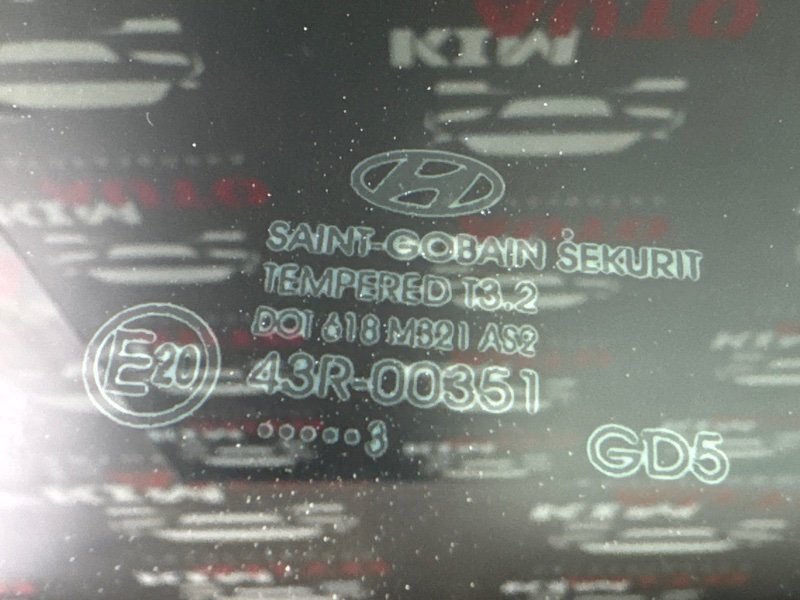 SAINT-GOBAIN SEKURIT
TEMPERED T3.2
DOT 618 M321 AS2
E20
43R-00351
•••••3
GD5